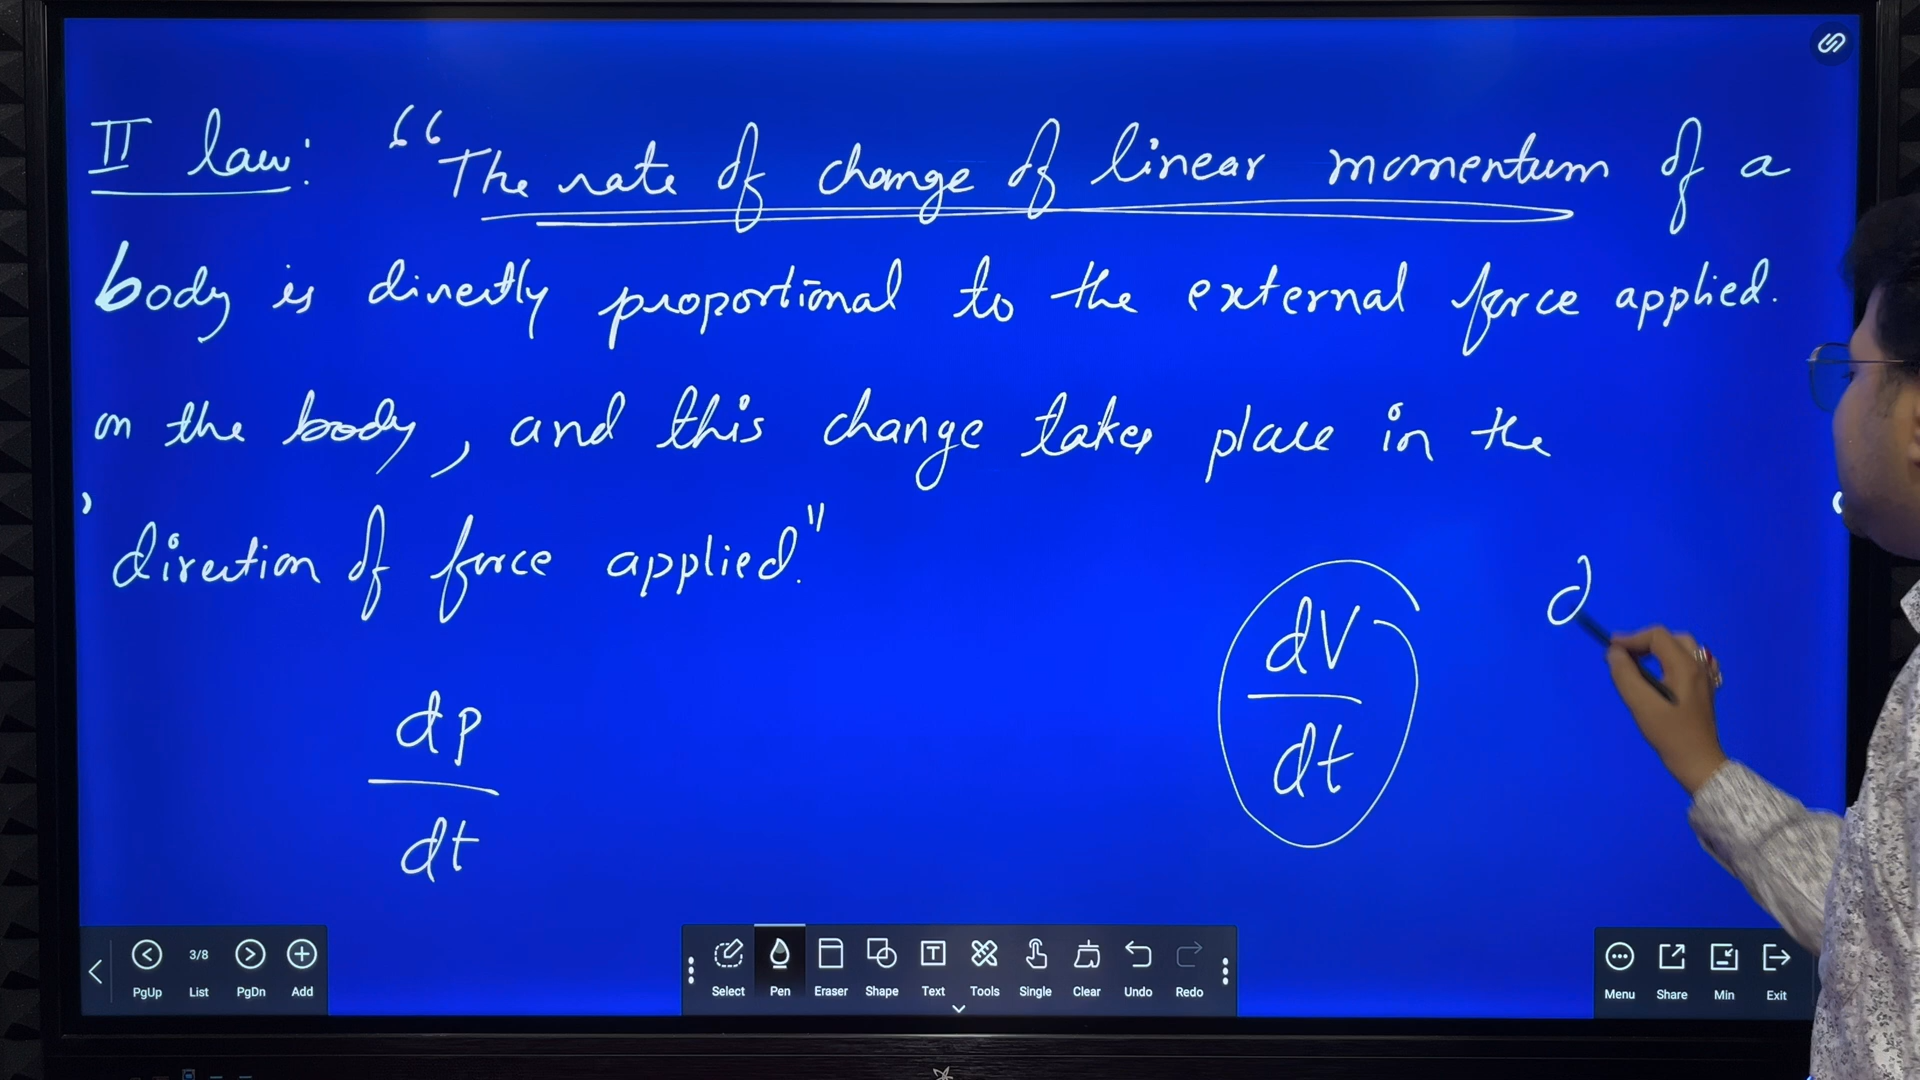 II law: “The rate of change of linear momentum of a
body is directly proportional to the external force applied.
on the body, and this change takes place in the
direction of force applied."
dV
dt
dp
dt
3/8
PgUp List PgDn Add
Select Pen Eraser Shape Text Tools Single Clear Undo Redo
Menu Share Min Exit